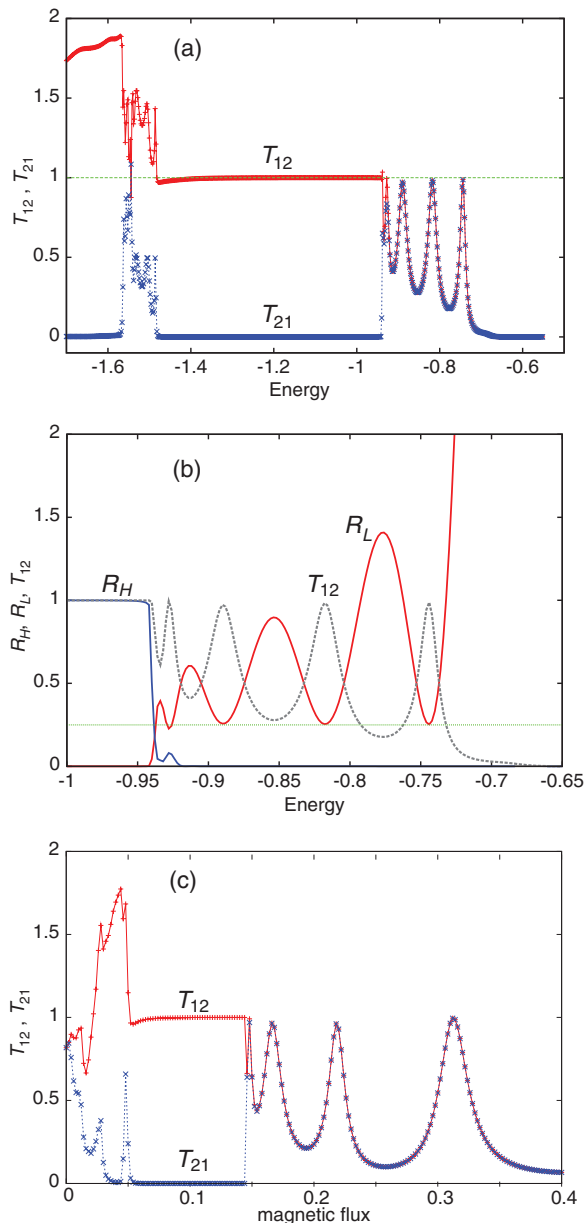 (a)
2
1.5
1
0.5
0
T12 , T21
T12
T21
-1.6 -1.4 -1.2 -1 -0.8 -0.6
Energy
(b)
2
1.5
1
0.5
0
RH, RL, T12
RH
T12
RL
-1 -0.95 -0.9 -0.85 -0.8 -0.75 -0.7 -0.65
Energy
(c)
2
1.5
1
0.5
0
T12 , T21
T12
T21
0 0.1 0.2 0.3 0.4
magnetic flux